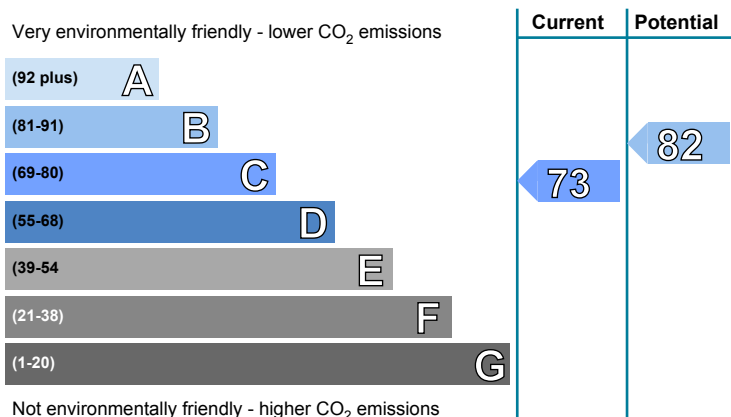 Very environmentally friendly - lower CO₂ emissions
Current
Potential
(92 plus) A
(81-91) B
(69-80) C
(55-68) D
(39-54 E
(21-38) F
(1-20) G
73
82
Not environmentally friendly - higher CO₂ emissions